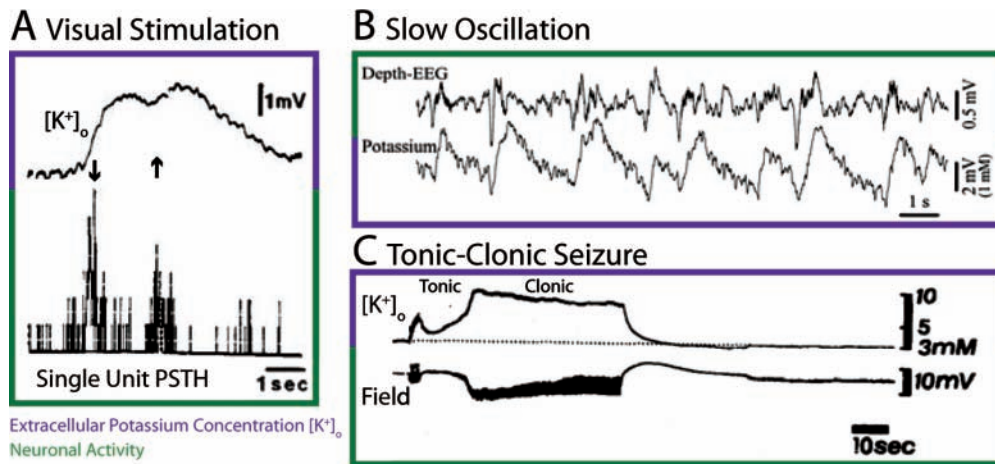 A Visual Stimulation
1mV
[K⁺]ₒ
Single Unit PSTH
1 sec
Extracellular Potassium Concentration [K⁺]ₒ
Neuronal Activity
B Slow Oscillation
Depth-EEG
0.5 mV
Potassium
2 mV
(1 mM)
1 s
C Tonic-Clonic Seizure
Tonic
Clonic
[K⁺]ₒ
10
5
3mM
Field
10mV
10sec